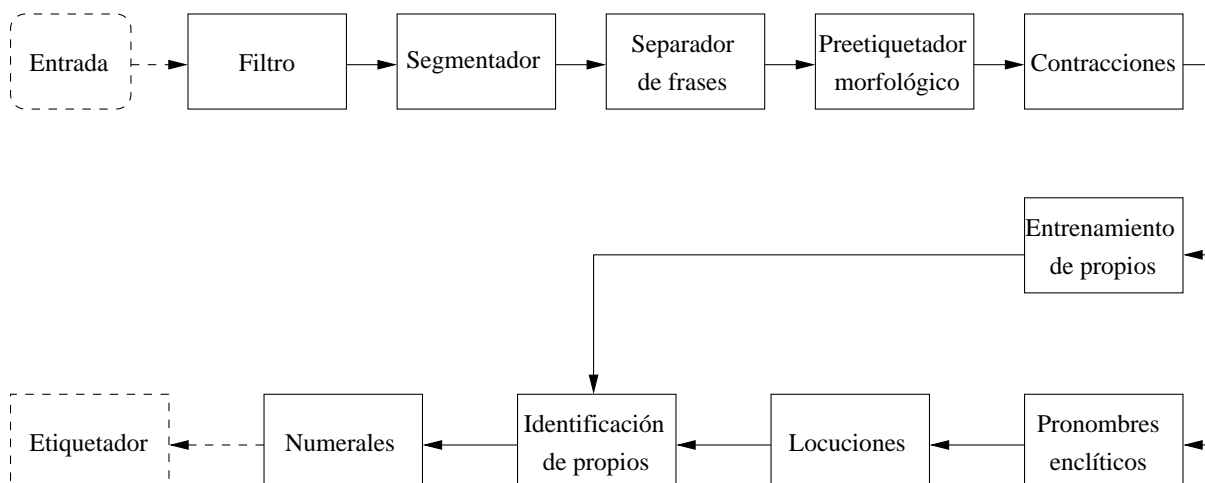 Entrada
Filtro
Segmentador
Separador
de frases
Preetiquetador
morfológico
Contracciones
Entrenamiento
de propios
Etiquetador
Numerales
Identificación
de propios
Locuciones
Pronombres
enclíticos